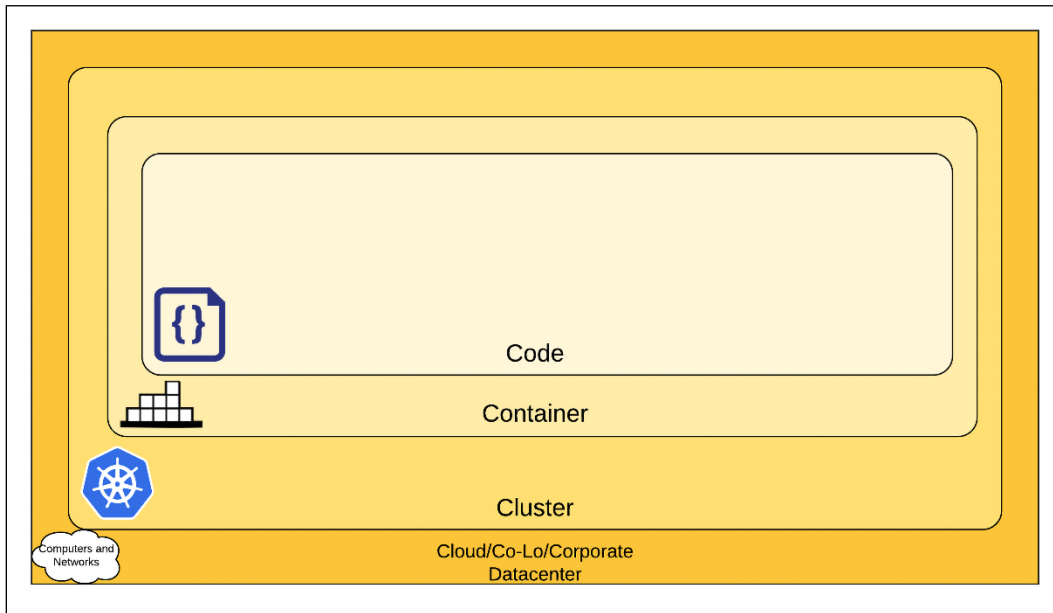 {}
Code
Container
Cluster
Computers and
Networks
Cloud/Co-Lo/Corporate
Datacenter